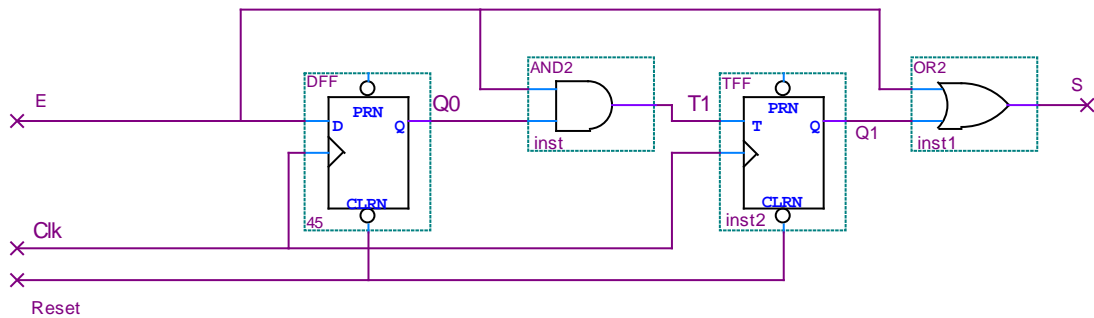 DFF
AND2
TFF
OR2
E
PRN
Q0
T1
PRN
S
D
Q
T
Q
Q1
inst
inst1
CLRN
CLRN
45
inst2
Clk
Reset